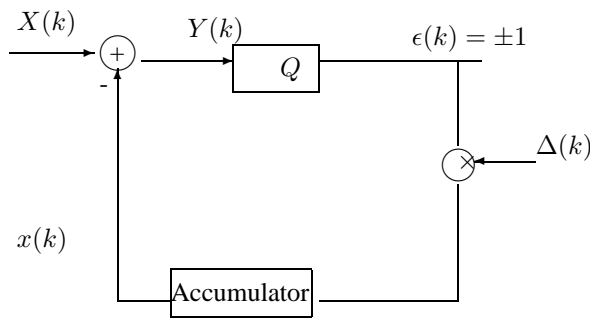 X(k)
+
-
Y(k)
Q
ϵ(k) = ±1
×
Δ(k)
x(k)
Accumulator